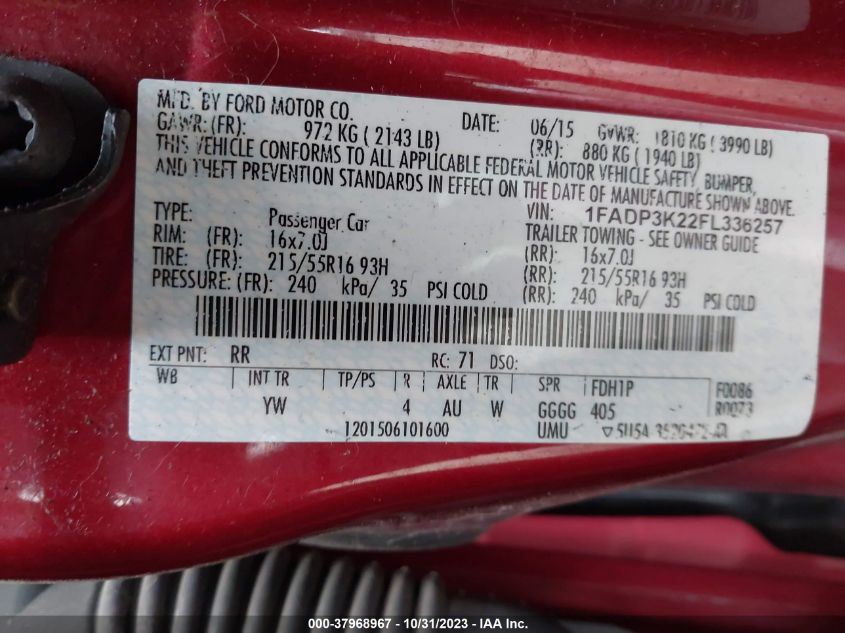 MFD. BY FORD MOTOR CO. DATE: 06/15 GVWR: 1810 KG ( 3990 LB)
GAWR: (FR): 972 KG ( 2143 LB) (RR): 880 KG ( 1940 LB)
THIS VEHICLE CONFORMS TO ALL APPLICABLE FEDERAL MOTOR VEHICLE SAFETY, BUMPER,
AND THEFT PREVENTION STANDARDS IN EFFECT ON THE DATE OF MANUFACTURE SHOWN ABOVE.
VIN: 1FADP3K22FL336257
TYPE: Passenger Car TRAILER TOWING - SEE OWNER GUIDE
RIM: (FR): 16x7.0J (RR): 16x7.0J
TIRE: (FR): 215/55R16 93H (RR): 215/55R16 93H
PRESSURE: (FR): 240 kPa/ 35 PSI COLD (RR): 240 kPa/ 35 PSI COLD
EXT PNT: RR RC: 71 DSO:
WB INT TR TP/PS R AXLE TR SPR FDH1P F0086
YW 4 AU W GGGG 405 R0073
1201506101600 UMU
000-37968967 - 10/31/2023 - IAAI.com Inc.